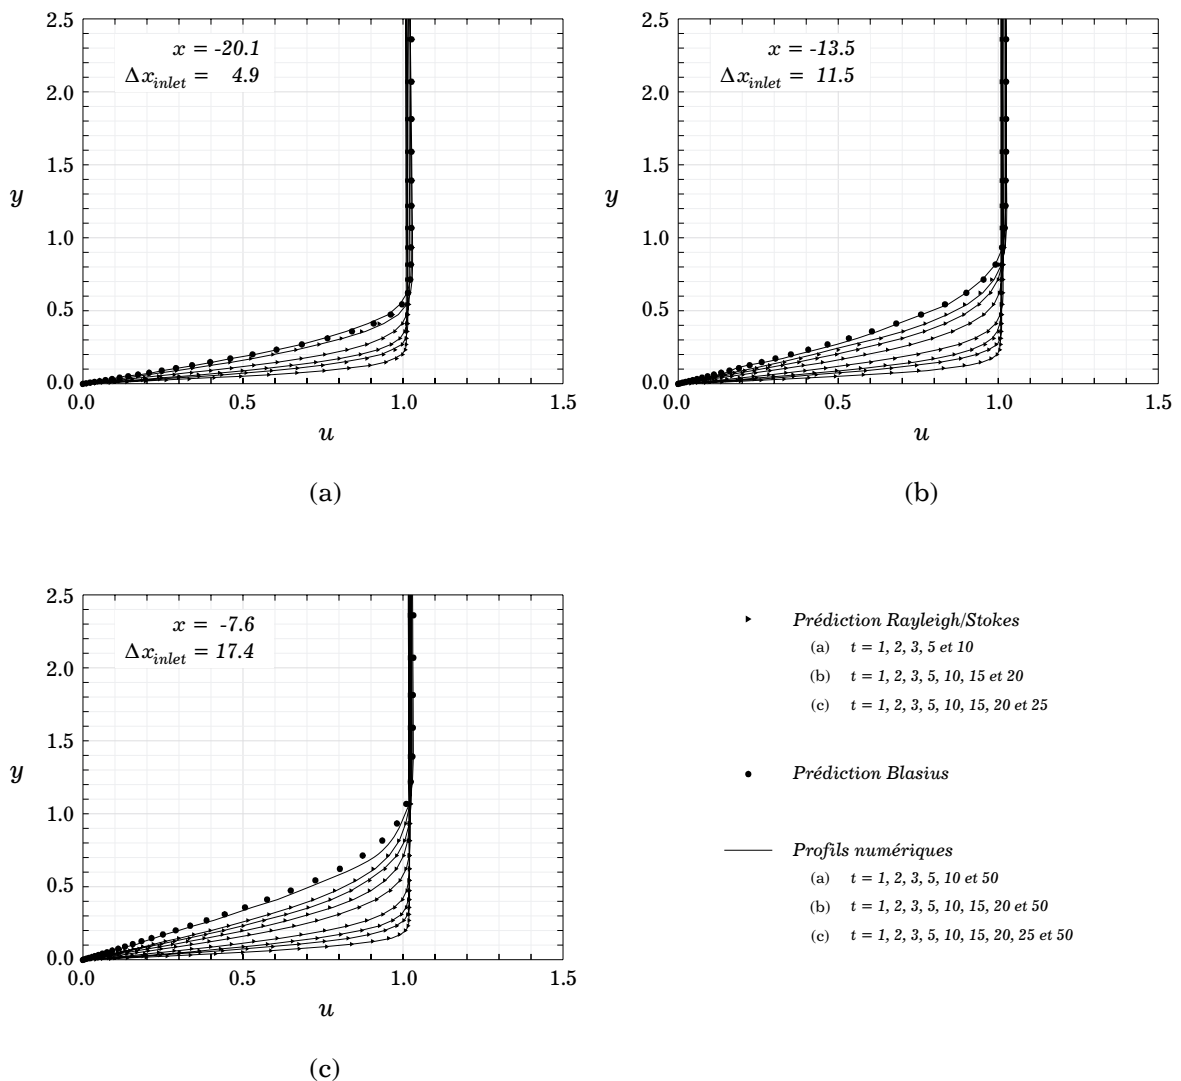 2.5
x = -20.1
Δx_inlet = 4.9
2.0
1.5
y
1.0
0.5
0.0
0.0 0.5 1.0 1.5
u
(a)
2.5
x = -13.5
Δx_inlet = 11.5
2.0
1.5
y
1.0
0.5
0.0
0.0 0.5 1.0 1.5
u
(b)
2.5
x = -7.6
Δx_inlet = 17.4
2.0
1.5
y
1.0
0.5
0.0
0.0 0.5 1.0 1.5
u
(c)
Prédiction Rayleigh/Stokes
(a) t = 1, 2, 3, 5 et 10
(b) t = 1, 2, 3, 5, 10, 15 et 20
(c) t = 1, 2, 3, 5, 10, 15, 20 et 25
Prédiction Blasius
Profils numériques
(a) t = 1, 2, 3, 5, 10 et 50
(b) t = 1, 2, 3, 5, 10, 15, 20 et 50
(c) t = 1, 2, 3, 5, 10, 15, 20, 25 et 50